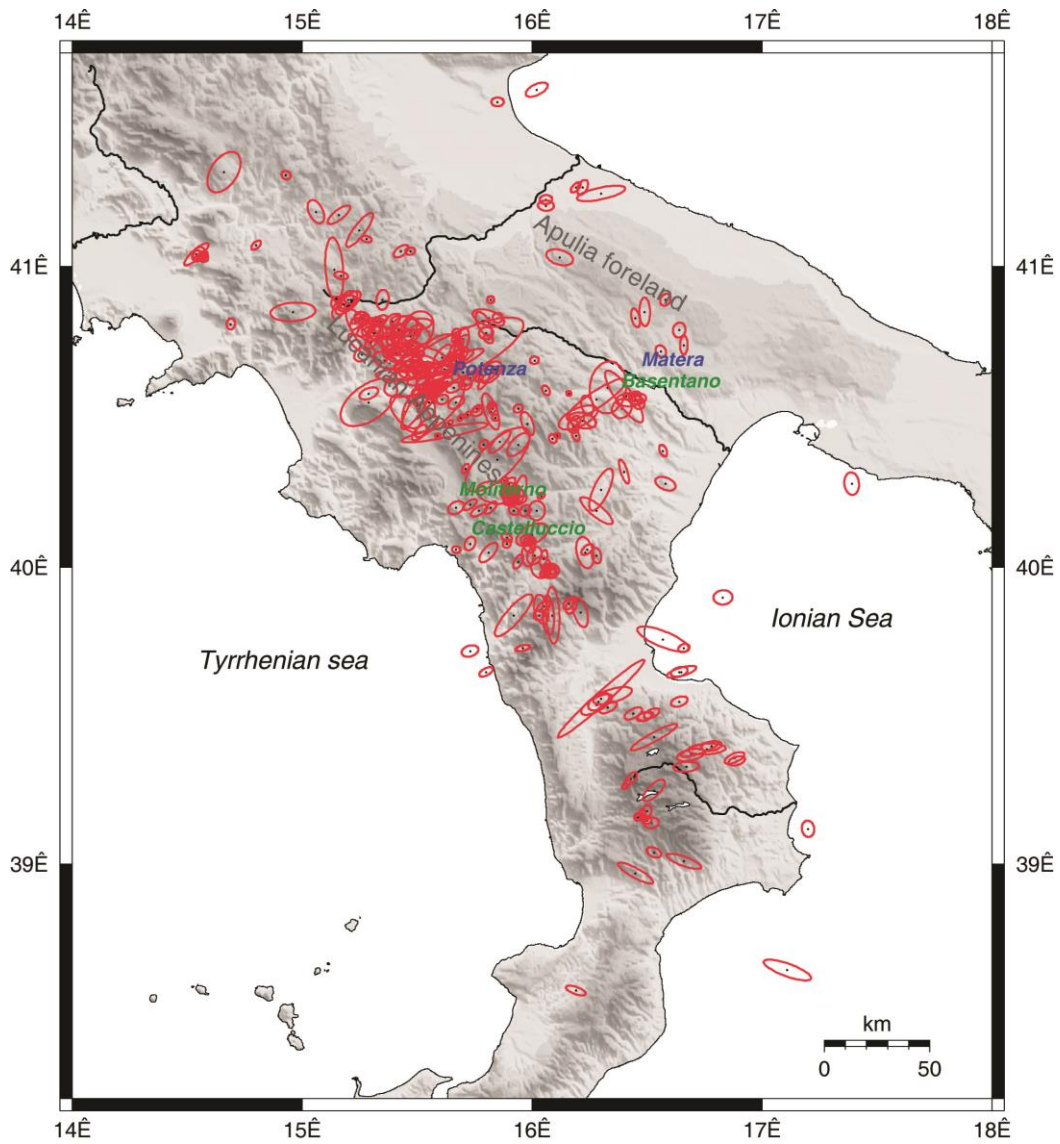 14Ê 15Ê 16Ê 17Ê 18Ê
41Ê 41Ê
Apulia foreland
Lucanian Appenines
Potenza
Matera
Basentano
Moliterno
Castelluccio
40Ê 40Ê
Ionian Sea
Tyrrhenian sea
39Ê 39Ê
km
0 50
14Ê 15Ê 16Ê 17Ê 18Ê